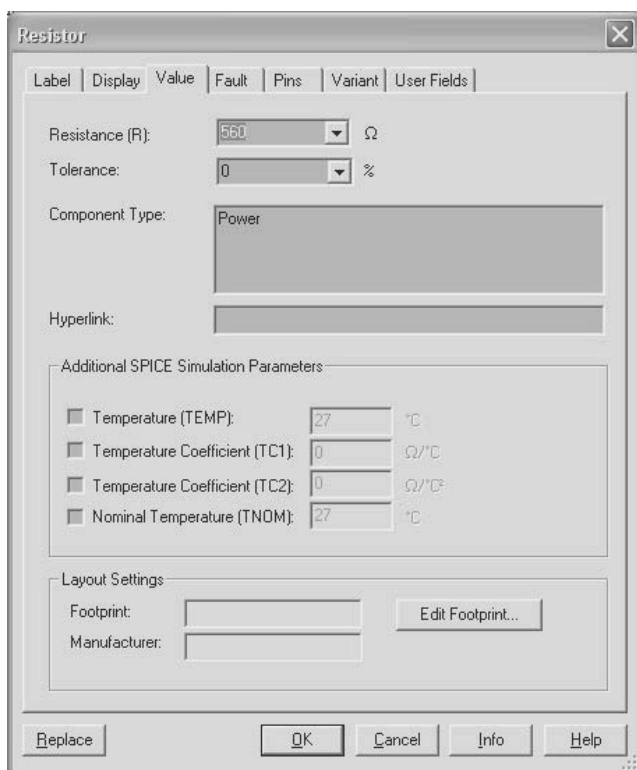 Resistor
Label Display Value Fault Pins Variant User Fields
Resistance (R): 560 Ω
Tolerance: 0 %
Component Type: Power
Hyperlink:
Additional SPICE Simulation Parameters
Temperature (TEMP): 27 °C
Temperature Coefficient (TC1): 0 Ω/°C
Temperature Coefficient (TC2): 0 Ω/°C²
Nominal Temperature (TNOM): 27 °C
Layout Settings
Footprint: Edit Footprint...
Manufacturer:
Replace OK Cancel Info Help